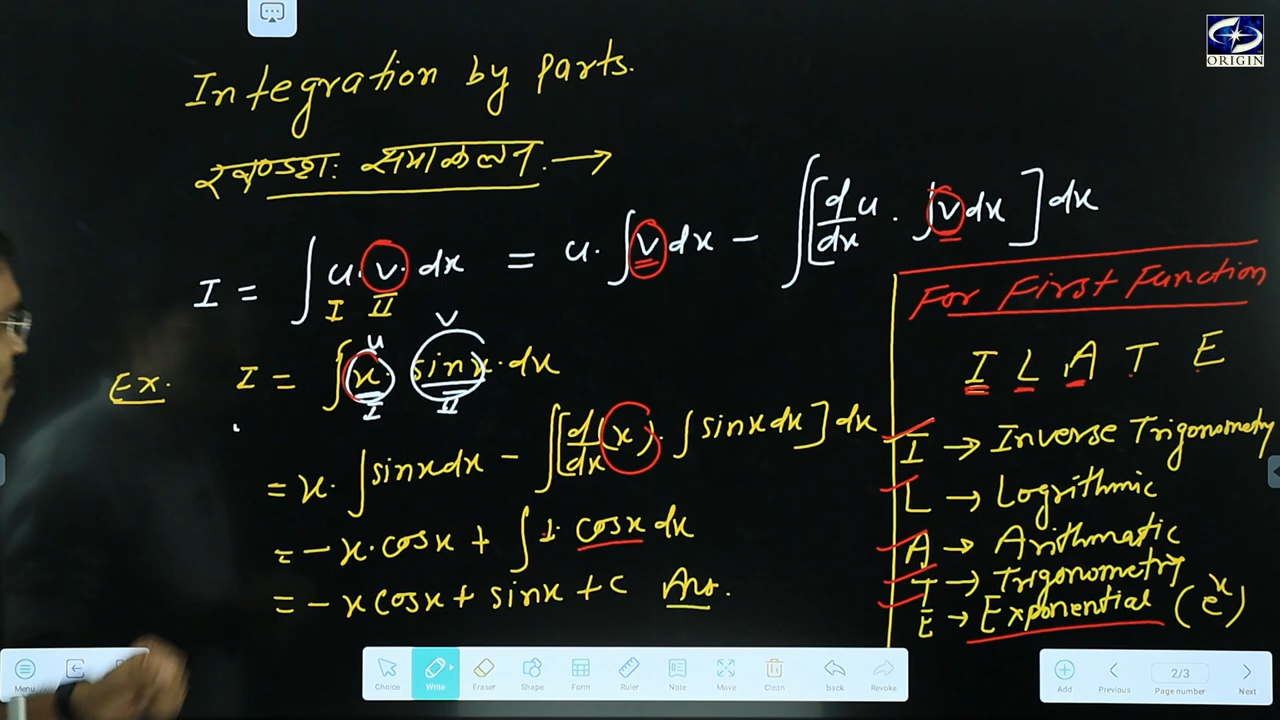 ORIGIN
Integration by parts.
खण्डशः समाकलन. →
I = ∫ u. v. dx = u. ∫ v dx - ∫ [d/dx u . ∫ v dx] dx
I II
For First Function
I L A T E
v
u
Ex. I = ∫ x. sinx. dx
I II
= x. ∫ sinx dx - ∫ [d/dx (x). ∫ sinx dx] dx
= - x. cosx + ∫ 1. cosx dx
= - x cosx + sinx + c Ans.
I → Inverse Trigonometry
L → Logrithmic
A → Arithmatic
T → Trigonometry
E → Exponential (e^x)
Menu
Choice Write Eraser Shape Form Ruler Note Move Clean back Revoke
Add Previous 2/3 Page number Next